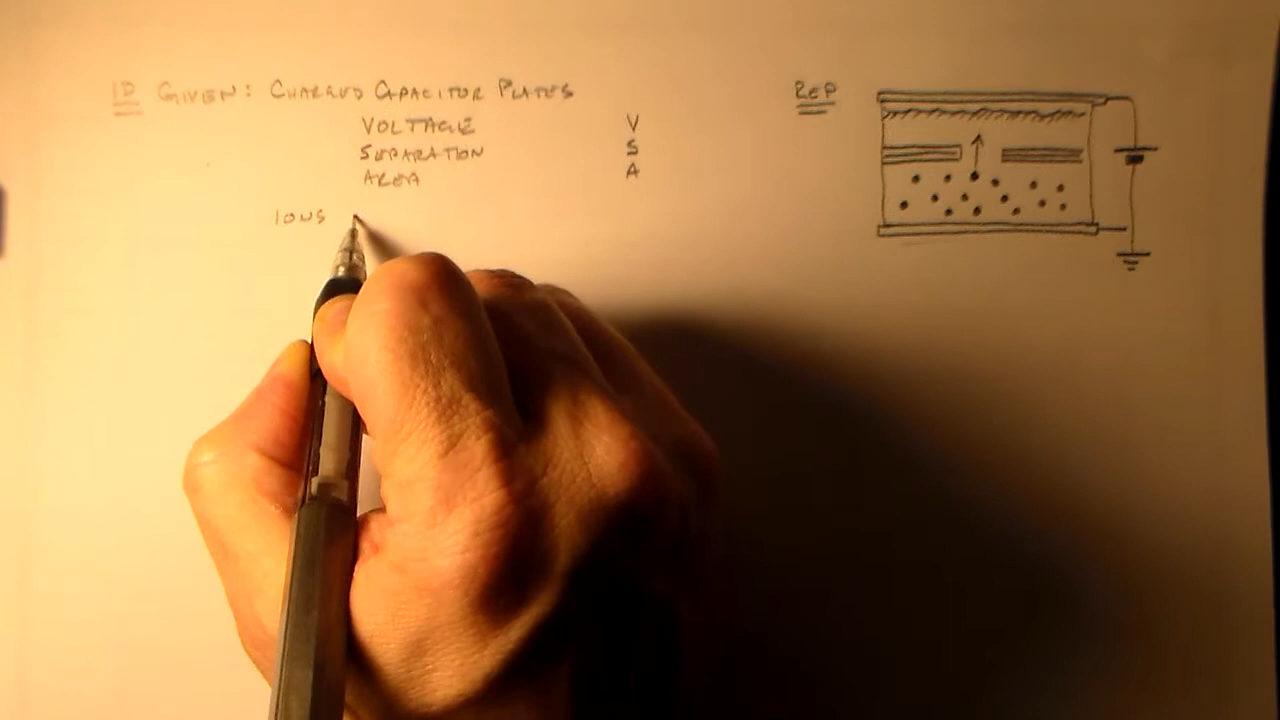 ID GIVEN: CHARGED CAPACITOR PLATES
VOLTAGE V
SEPARATION S
AREA A
IONS
REP